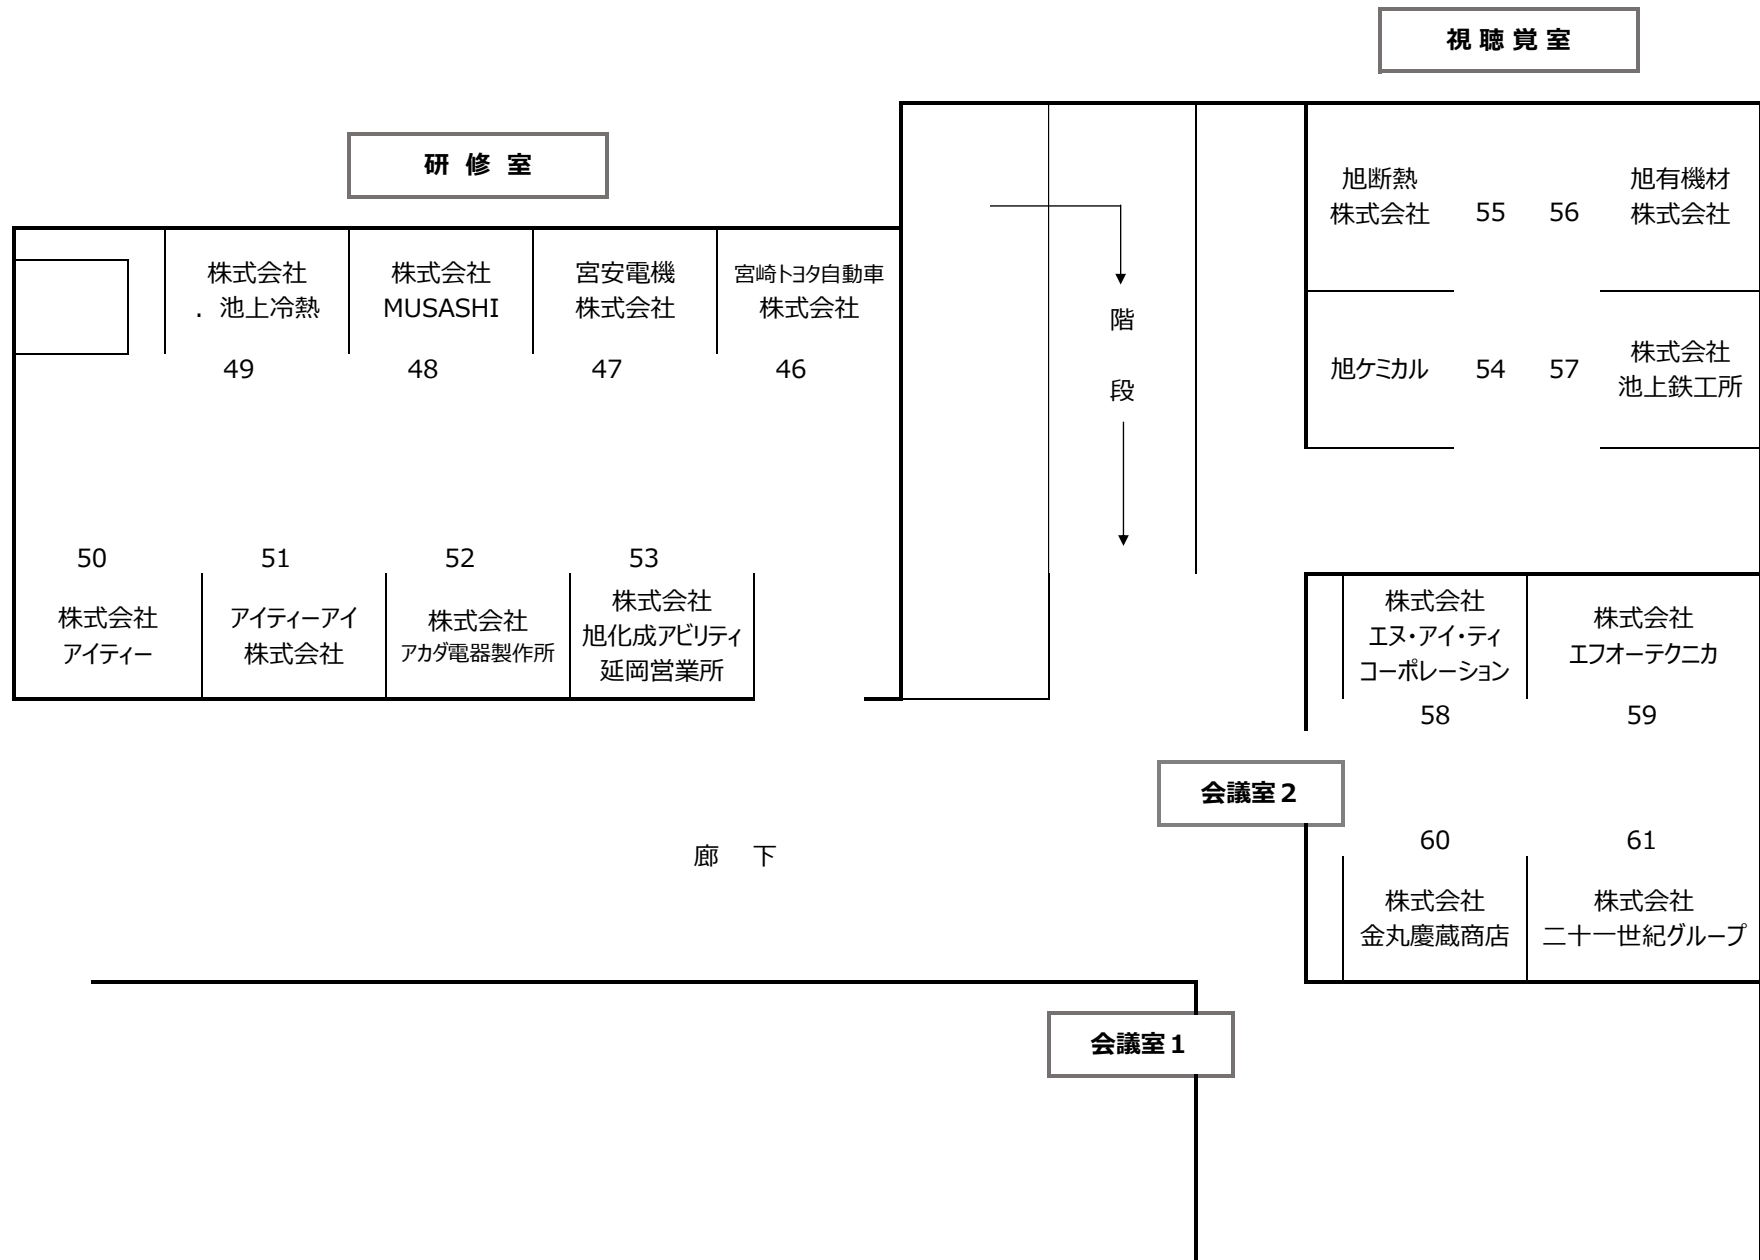 視聴覚室
研修室
旭断熱
株式会社
55
56
旭有機材
株式会社
株式会社
．池上冷熱
株式会社
MUSASHI
宮安電機
株式会社
宮崎トヨタ自動車
株式会社
49
48
47
46
階
段
旭ケミカル
54
57
株式会社
池上鉄工所
50
51
52
53
株式会社
アイティー
アイティーアイ
株式会社
株式会社
アカダ電器製作所
株式会社
旭化成アビリティ
延岡営業所
株式会社
エヌ・アイ・ティ
コーポレーション
株式会社
エフオーテクニカ
58
59
会議室２
廊　下
60
61
株式会社
金丸慶蔵商店
株式会社
二十一世紀グループ
会議室１